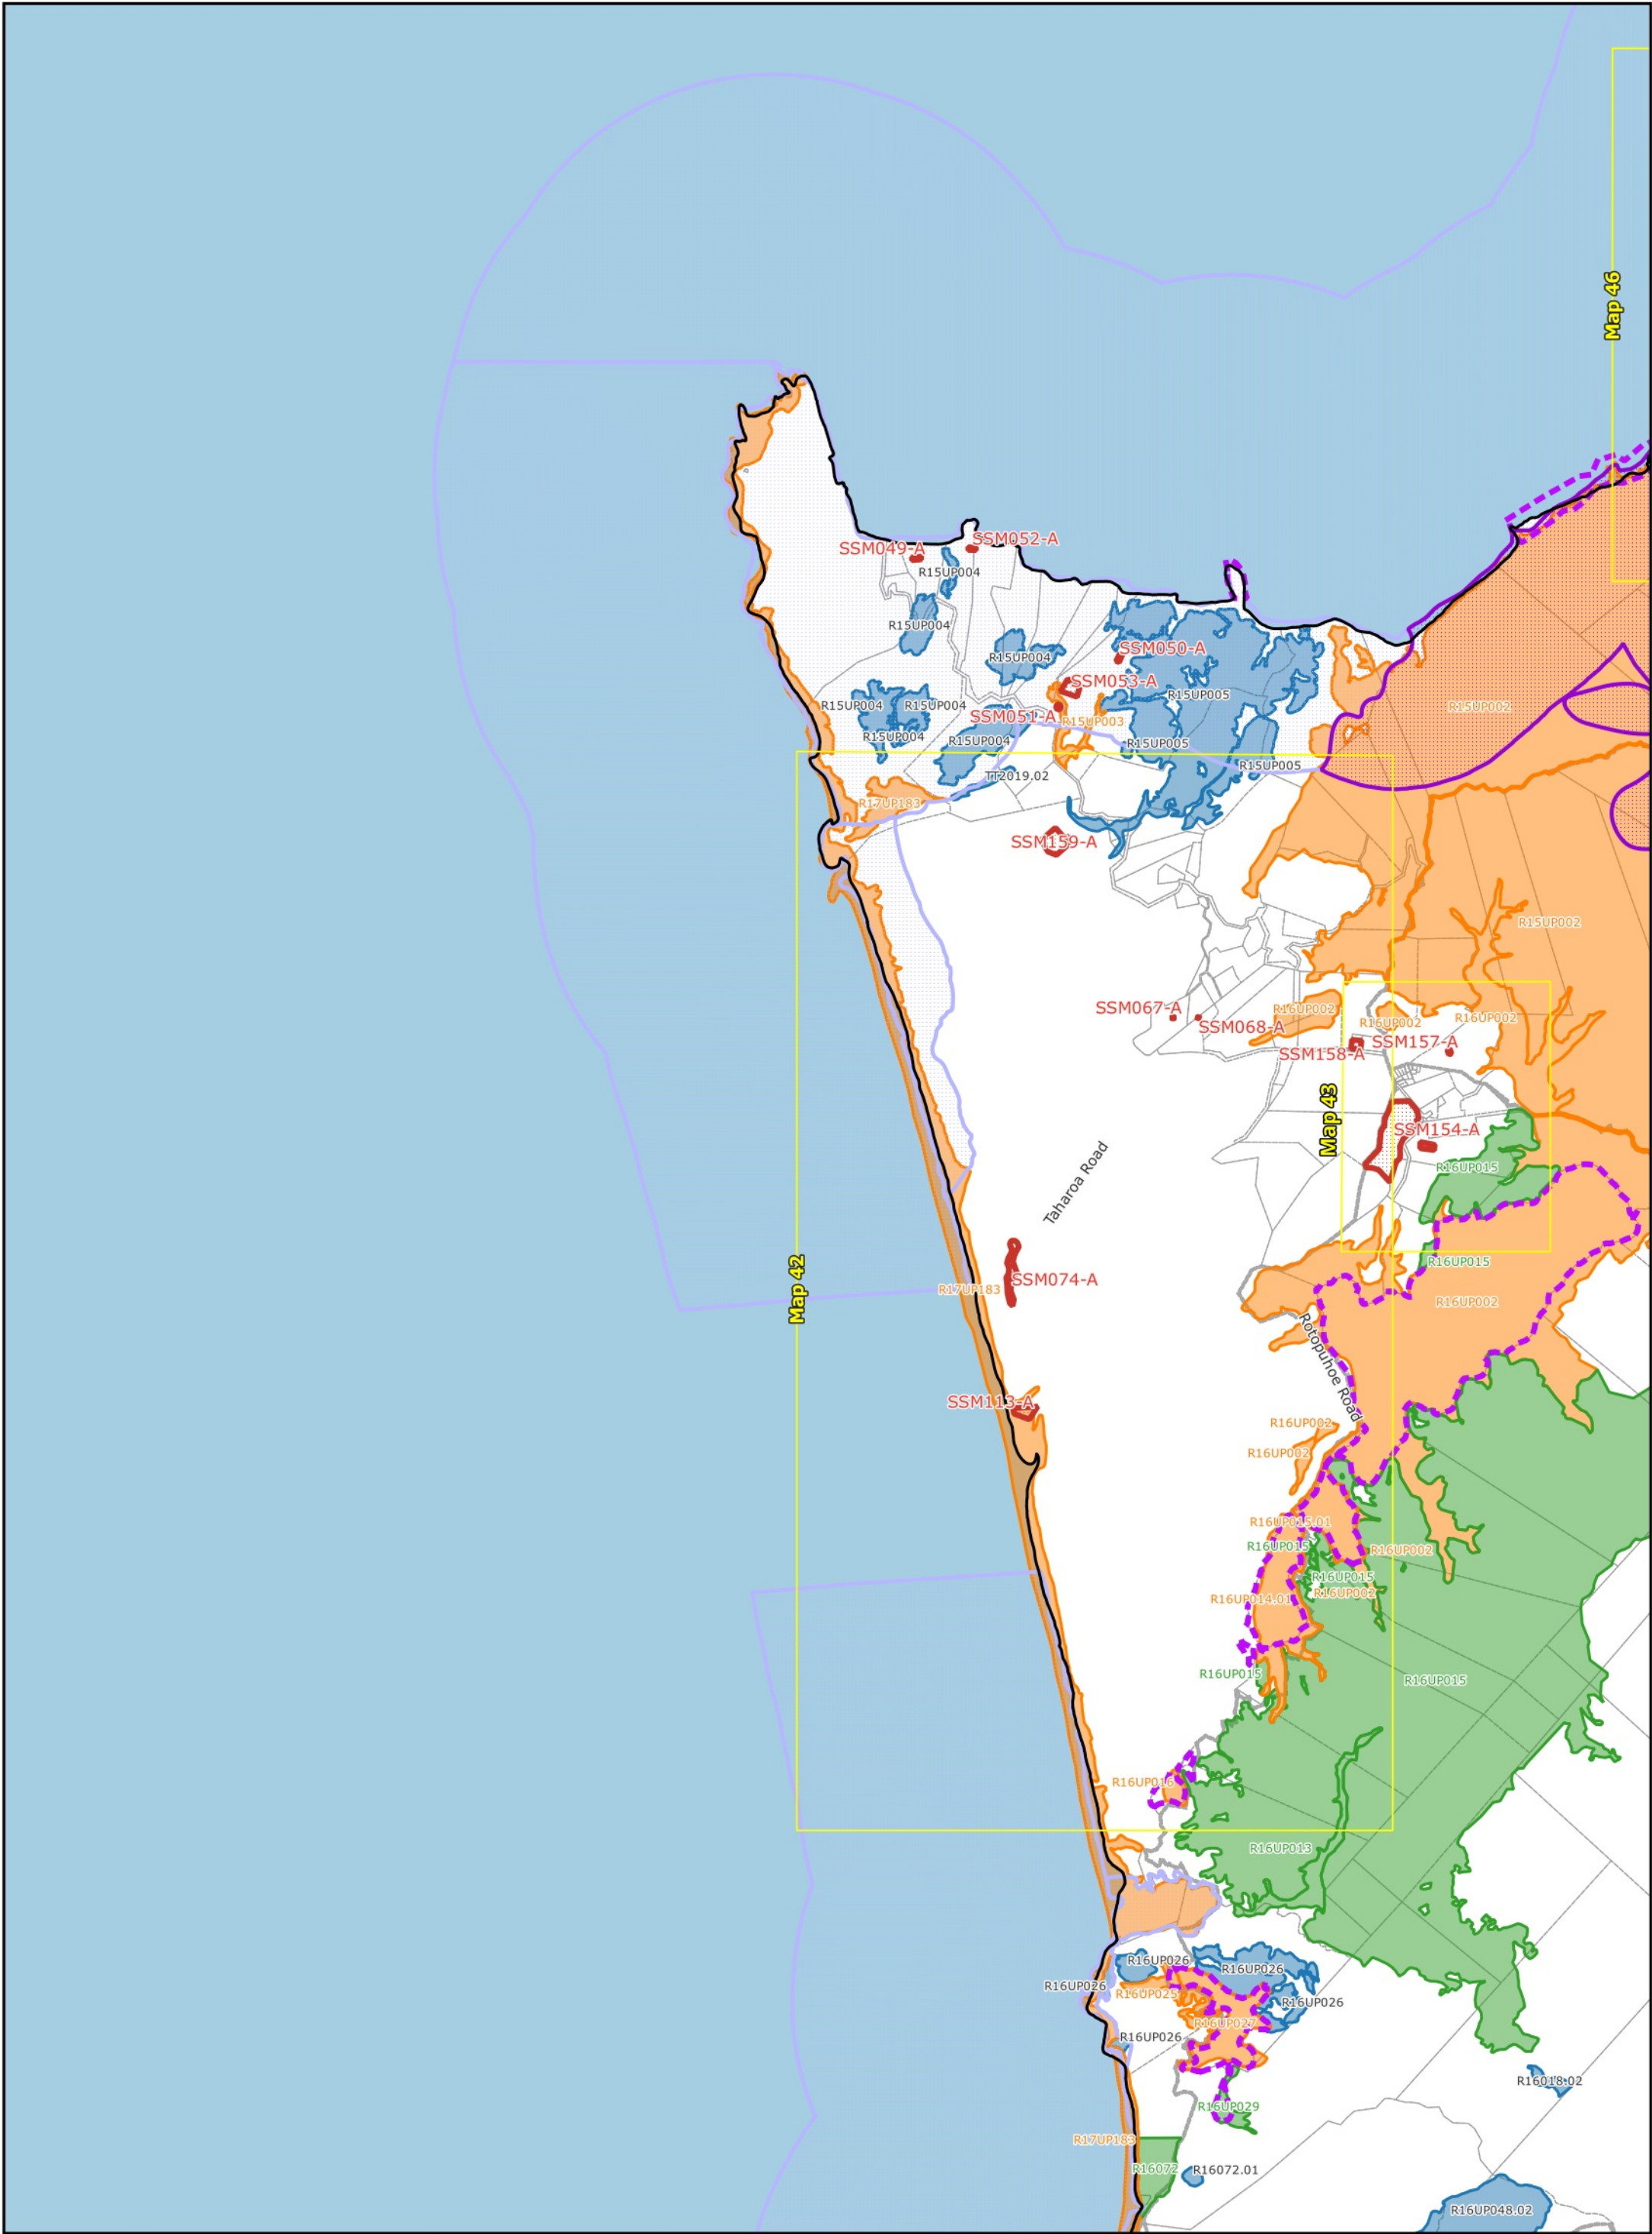 Map 46
SSM049-A
SSM052-A
R15UP004
R15UP004
SSM050-A
R15UP004
SSM053-A
R15UP005
R15UP004
R15UP004
R15UP002
SSM051-A
R15UP003
R15UP004
R15UP004
R15UP005
R15UP005
TT2019.02
R17UP183
SSM159-A
R15UP002
SSM067-A
R16UP002
R16UP002
R16UP002
SSM068-A
SSM157-A
SSM158-A
Map 43
SSM154-A
R16UP015
Taharoa Road
R16UP015
Map 42
SSM074-A
R17UP183
R16UP002
Rotopuhoe Road
SSM113-A
R16UP002
R16UP002
R16UP015.01
R16UP015
R16UP002
R16UP015
R16UP002
R16UP014.01
R16UP015
R16UP015
R16UP016
R16UP013
R16UP026
R16UP026
R16UP026
R16UP025
R16UP026
R16UP027
R16UP026
R16018.02
R16UP029
R17UP183
R16072
R16072.01
R16UP048.02